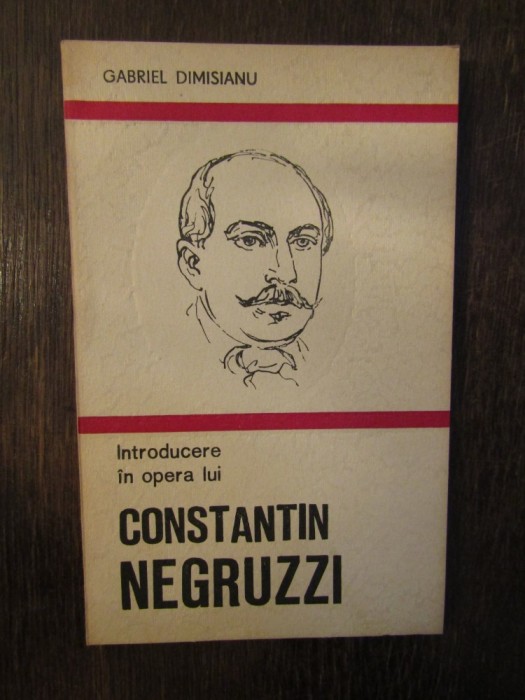 GABRIEL DIMISIANU
Introducere
în opera lui
CONSTANTIN
NEGRUZZI